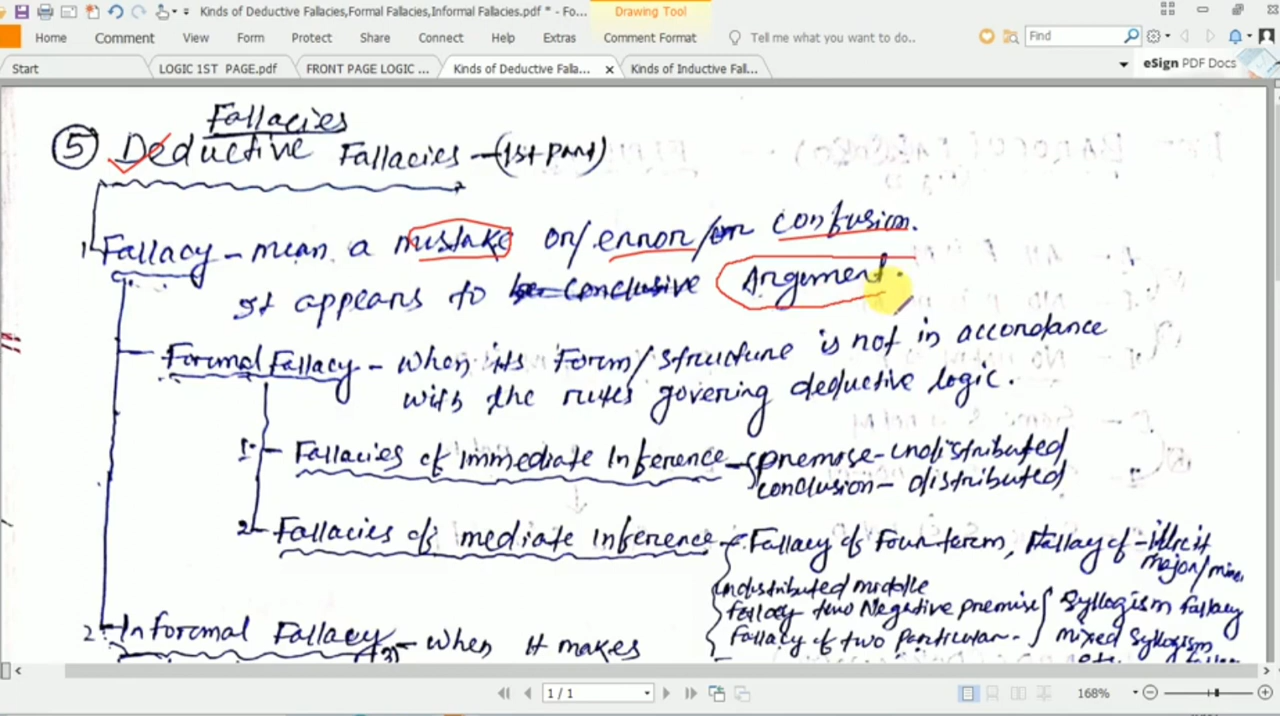 Kinds of Deductive Fallacies,Formal Fallacies,Informal Fallacies.pdf * - Fo...
Drawing Tool
Home Comment View Form Protect Share Connect Help Extras Comment Format Tell me what you want to do.. Find
Start LOGIC 1ST PAGE.pdf FRONT PAGE LOGIC ... Kinds of Deductive Falla... Kinds of Inductive Fall... eSign PDF Docs
Fallacies
5 Deductive Fallacies - (1st Part)
1 Fallacy - mean a mistake or/ error/or confusion.
It appears to be conclusive Argement.
Formal Fallacy - when its Form/structure is not in accordance
with the rules governing deductive logic.
1. Fallacies of immediate Inference - premise - undistributed
conclusion - distributed
2 Fallacies of mediate Inference - Fallacy of Four term, Fallacy of - illicit
major/
undistributed middle
fallacy two Negative premise Syllogism fallacy
Fallacy of two particular - mixed Syllogism
2. Informal Fallacy - when It makes
1 / 1 168%